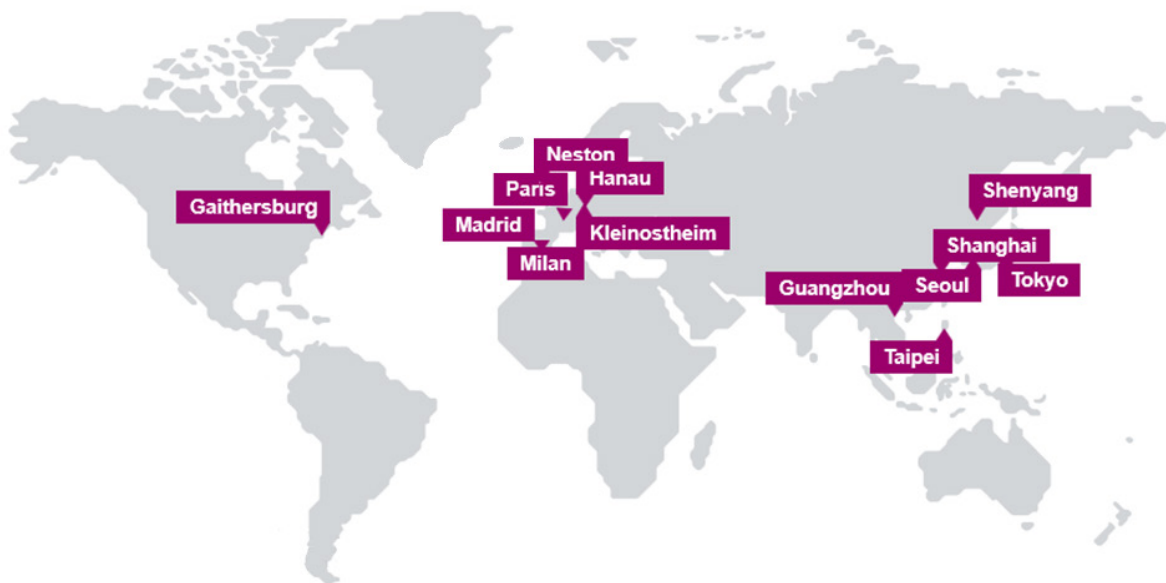 Neston
Hanau
Paris
Shenyang
Gaithersburg
Madrid
Kleinostheim
Shanghai
Milan
Tokyo
Guangzhou
Seoul
Taipei